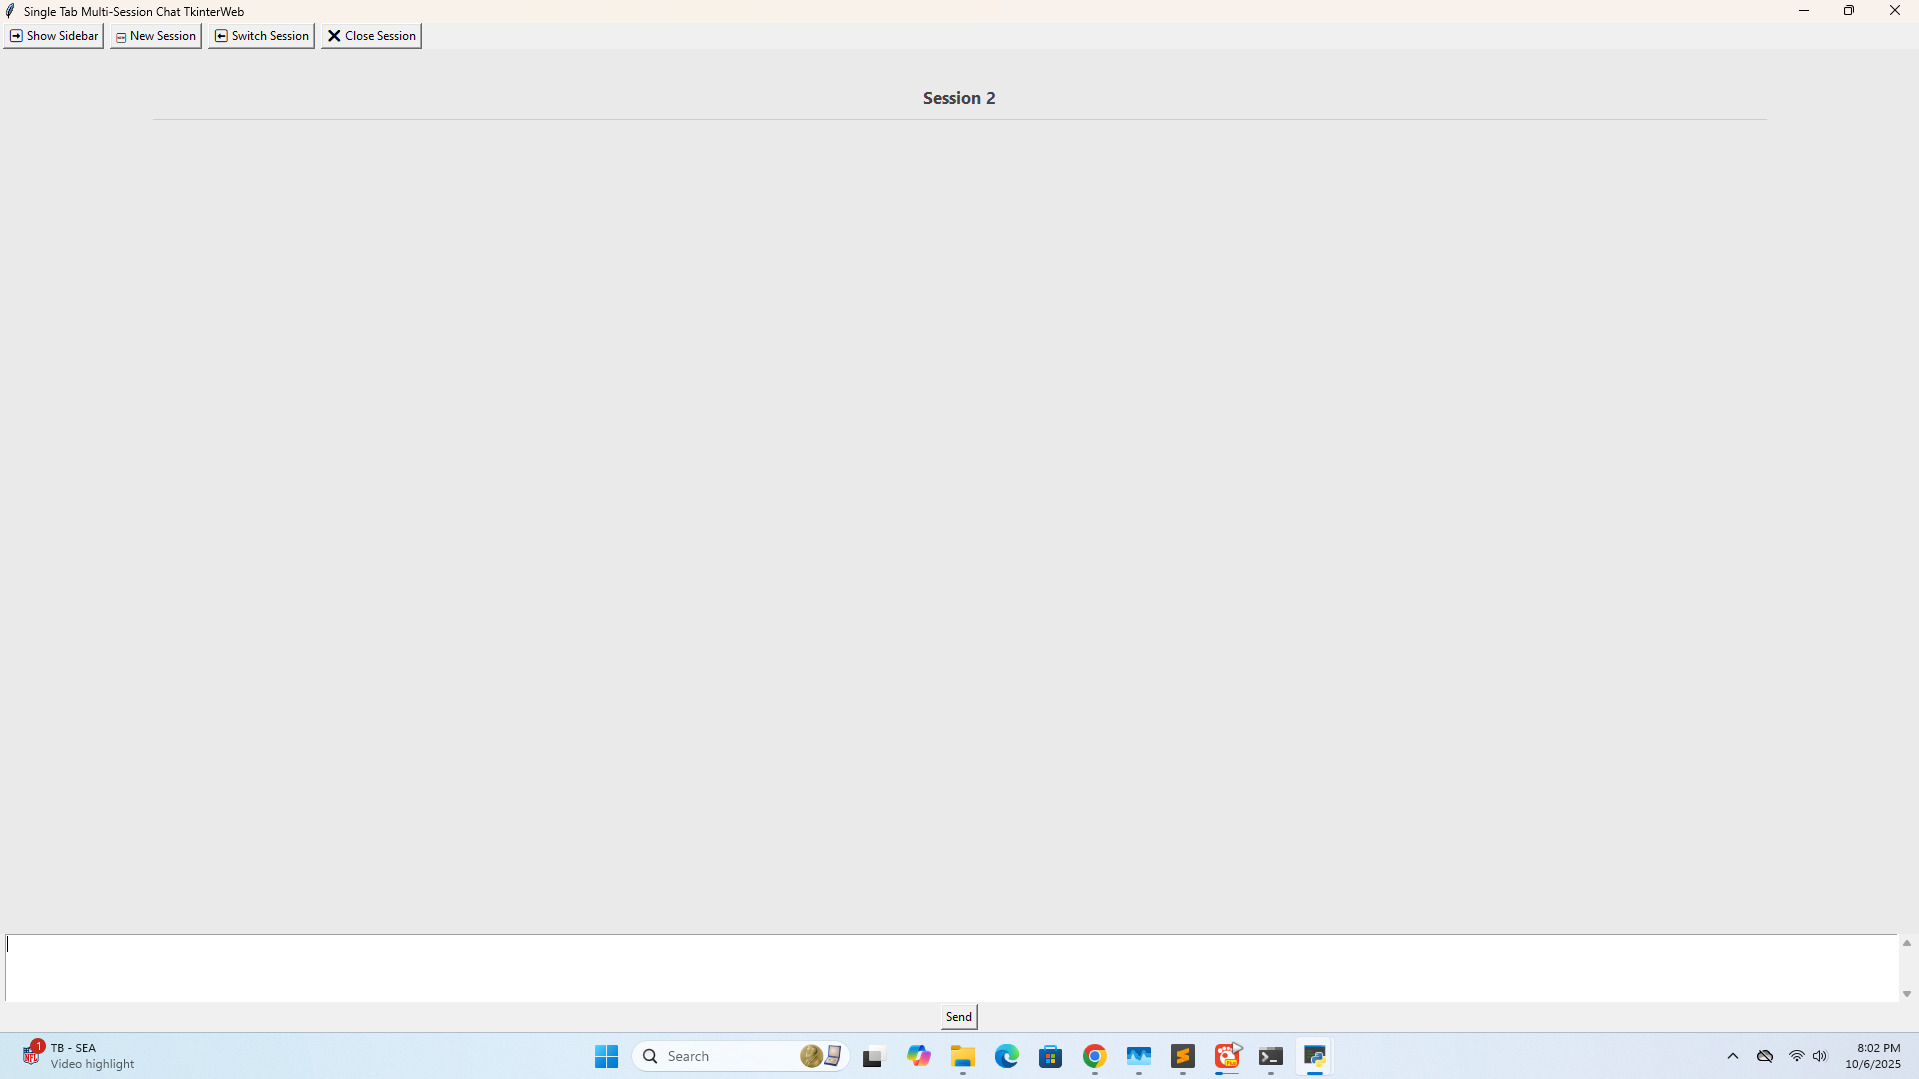 Single Tab Multi-Session Chat TkinterWeb
Show Sidebar
New Session
Switch Session
Close Session
Session 2
Send
1
NFL
TB - SEA
Video highlight
Search
8:02 PM
10/6/2025